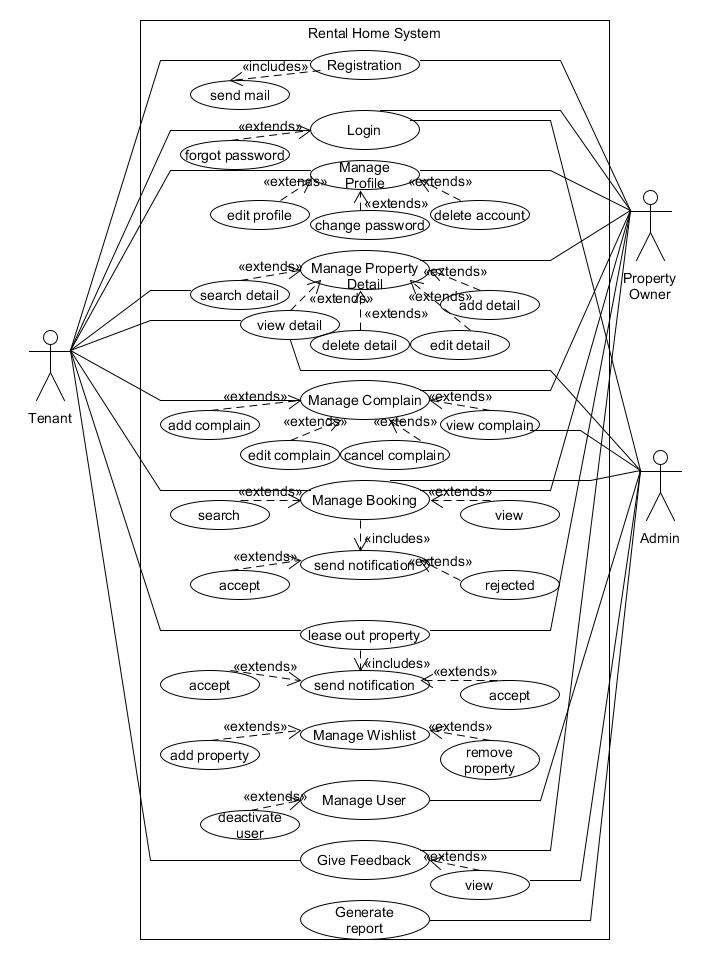 Rental Home System
«includes»
Registration
send mail
«extends»
Login
forgot password
Manage
Profile
«extends»
«extends»
edit profile
«extends»
change password
delete account
Property
Owner
«extends»
Manage Property
Detail
«extends»
search detail
«extends»
«extends»
add detail
view detail
«extends»
delete detail
edit detail
Tenant
«extends»
Manage Complain
«extends»
add complain
«extends»
«extends»
view complain
edit complain
cancel complain
«extends»
Manage Booking
«extends»
search
view
Admin
«includes»
«extends»
send notification
«extends»
accept
rejected
lease out property
«includes»
«extends»
«extends»
accept
send notification
accept
«extends»
Manage Wishlist
«extends»
add property
remove
property
«extends»
Manage User
deactivate
user
Give Feedback
«extends»
view
Generate
report